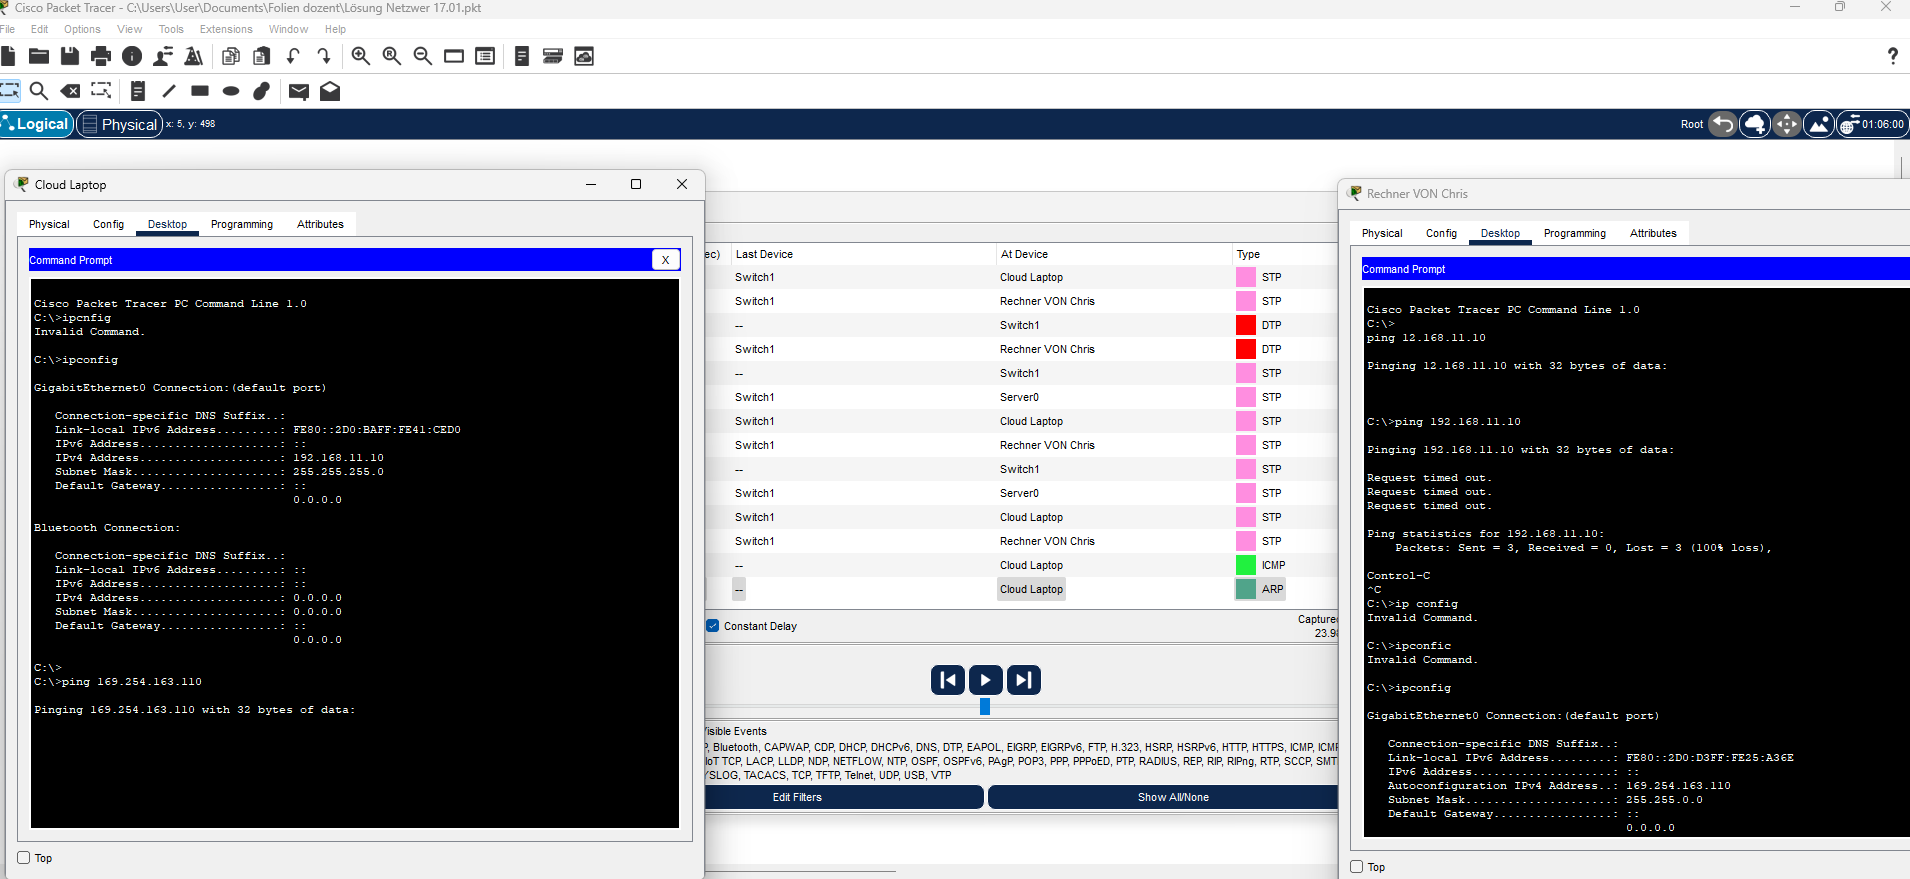 Cisco Packet Tracer - C:\Users\User\Documents\Folien dozent\Lösung Netzwer 17.01.pkt
File Edit Options View Tools Extensions Window Help
Logical Physical x: 5, y: 498 Root 01:06:00
Cloud Laptop
Physical Config Desktop Programming Attributes
Command Prompt X
Cisco Packet Tracer PC Command Line 1.0
C:\>ipcnfig
Invalid Command.
C:\>ipconfig
GigabitEthernet0 Connection:(default port)
Connection-specific DNS Suffix..:
Link-local IPv6 Address.........: FE80::2D0:BAFF:FE41:CED0
IPv6 Address....................: ::
IPv4 Address....................: 192.168.11.10
Subnet Mask.....................: 255.255.255.0
Default Gateway.................: ::
0.0.0.0
Bluetooth Connection:
Connection-specific DNS Suffix..:
Link-local IPv6 Address.........: ::
IPv6 Address....................: ::
IPv4 Address....................: 0.0.0.0
Subnet Mask.....................: 0.0.0.0
Default Gateway.................: ::
0.0.0.0
C:\>
C:\>ping 169.254.163.110
Pinging 169.254.163.110 with 32 bytes of data:
Top
ec) Last Device At Device Type
Switch1 Cloud Laptop STP
Switch1 Rechner VON Chris STP
-- Switch1 DTP
Switch1 Rechner VON Chris DTP
-- Switch1 STP
Switch1 Server0 STP
Switch1 Cloud Laptop STP
Switch1 Rechner VON Chris STP
-- Switch1 STP
Switch1 Server0 STP
Switch1 Cloud Laptop STP
Switch1 Rechner VON Chris STP
-- Cloud Laptop ICMP
-- Cloud Laptop ARP
Constant Delay Captured
23.98
Visible Events
P, Bluetooth, CAPWAP, CDP, DHCP, DHCPv6, DNS, DTP, EAPOL, EIGRP, EIGRPv6, FTP, H.323, HSRP, HSRPv6, HTTP, HTTPS, ICMP, ICM
IoT TCP, LACP, LLDP, NDP, NETFLOW, NTP, OSPF, OSPFv6, PAgP, POP3, PPP, PPPoED, PTP, RADIUS, REP, RIP, RIPng, RTP, SCCP, SMT
YSLOG, TACACS, TCP, TFTP, Telnet, UDP, USB, VTP
Edit Filters Show All/None
Rechner VON Chris
Physical Config Desktop Programming Attributes
Command Prompt
Cisco Packet Tracer PC Command Line 1.0
C:\>
ping 12.168.11.10
Pinging 12.168.11.10 with 32 bytes of data:
C:\>ping 192.168.11.10
Pinging 192.168.11.10 with 32 bytes of data:
Request timed out.
Request timed out.
Request timed out.
Ping statistics for 192.168.11.10:
Packets: Sent = 3, Received = 0, Lost = 3 (100% loss),
Control-C
^C
C:\>ip config
Invalid Command.
C:\>ipconfic
Invalid Command.
C:\>ipconfig
GigabitEthernet0 Connection:(default port)
Connection-specific DNS Suffix..:
Link-local IPv6 Address.........: FE80::2D0:D3FF:FE25:A36E
IPv6 Address....................: ::
Autoconfiguration IPv4 Address..: 169.254.163.110
Subnet Mask.....................: 255.255.0.0
Default Gateway.................: ::
0.0.0.0
Top